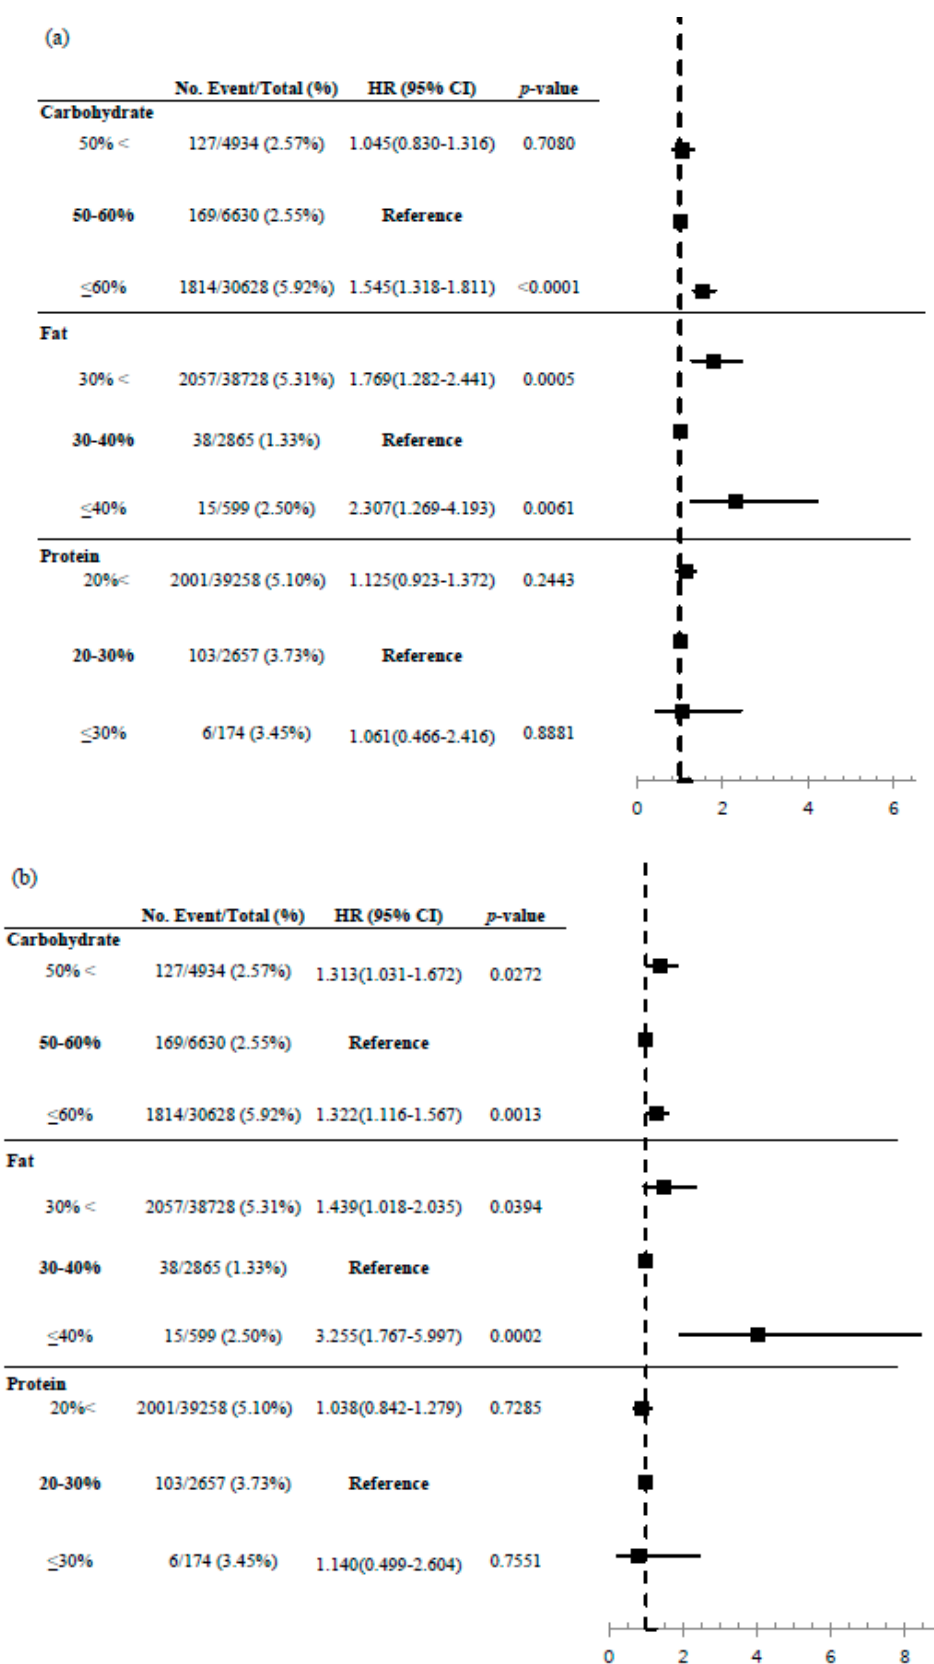 (a)
No. Event/Total (%) HR (95% CI) p-value
Carbohydrate
50% < 127/4934 (2.57%) 1.045(0.830-1.316) 0.7080
50-60% 169/6630 (2.55%) Reference
≤60% 1814/30628 (5.92%) 1.545(1.318-1.811) <0.0001
Fat
30% < 2057/38728 (5.31%) 1.769(1.282-2.441) 0.0005
30-40% 38/2865 (1.33%) Reference
≤40% 15/599 (2.50%) 2.307(1.269-4.193) 0.0061
Protein
20%< 2001/39258 (5.10%) 1.125(0.923-1.372) 0.2443
20-30% 103/2657 (3.73%) Reference
≤30% 6/174 (3.45%) 1.061(0.466-2.416) 0.8881
0 2 4 6
(b)
No. Event/Total (%) HR (95% CI) p-value
Carbohydrate
50% < 127/4934 (2.57%) 1.313(1.031-1.672) 0.0272
50-60% 169/6630 (2.55%) Reference
≤60% 1814/30628 (5.92%) 1.322(1.116-1.567) 0.0013
Fat
30% < 2057/38728 (5.31%) 1.439(1.018-2.035) 0.0394
30-40% 38/2865 (1.33%) Reference
≤40% 15/599 (2.50%) 3.255(1.767-5.997) 0.0002
Protein
20%< 2001/39258 (5.10%) 1.038(0.842-1.279) 0.7285
20-30% 103/2657 (3.73%) Reference
≤30% 6/174 (3.45%) 1.140(0.499-2.604) 0.7551
0 2 4 6 8